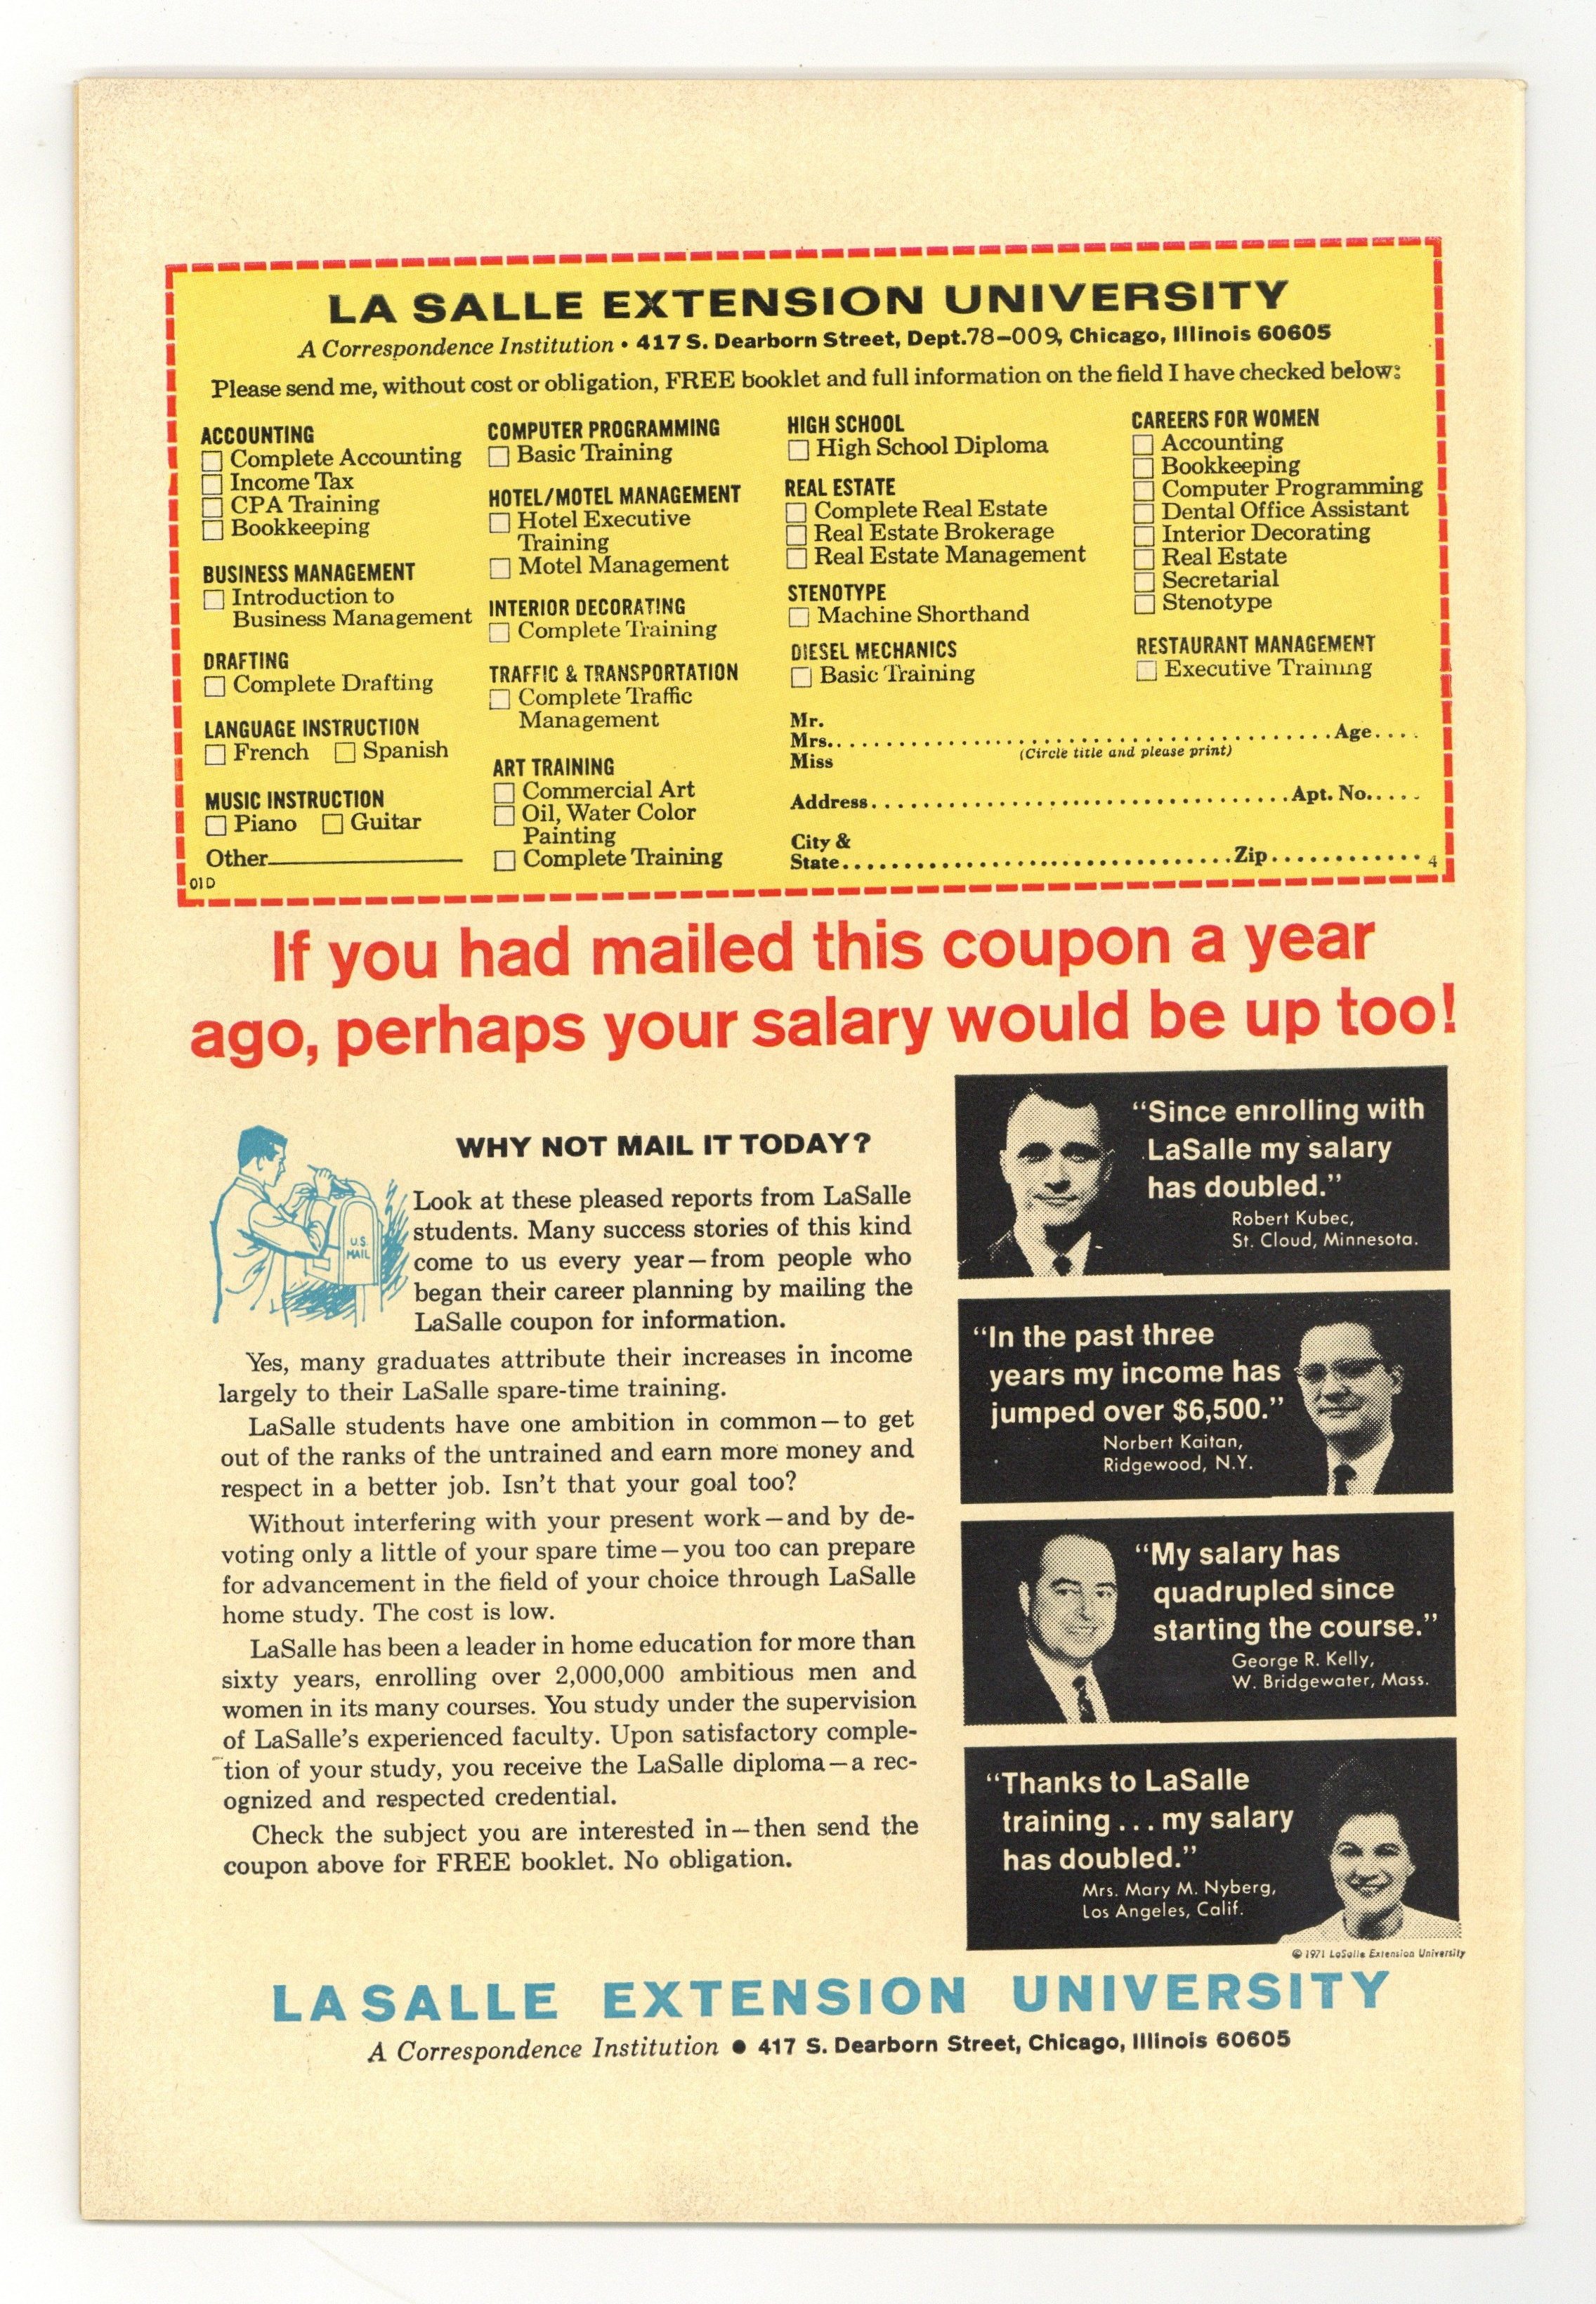 LA SALLE EXTENSION UNIVERSITY
A Correspondence Institution • 417 S. Dearborn Street, Dept.78–009, Chicago, Illinois 60605
Please send me, without cost or obligation, FREE booklet and full information on the field I have checked below:
ACCOUNTING
Complete Accounting
Income Tax
CPA Training
Bookkeeping
BUSINESS MANAGEMENT
Introduction to
Business Management
DRAFTING
Complete Drafting
LANGUAGE INSTRUCTION
French Spanish
MUSIC INSTRUCTION
Piano Guitar
Other
01D
COMPUTER PROGRAMMING
Basic Training
HOTEL/MOTEL MANAGEMENT
Hotel Executive
Training
Motel Management
INTERIOR DECORATING
Complete Training
TRAFFIC & TRANSPORTATION
Complete Traffic
Management
ART TRAINING
Commercial Art
Oil, Water Color
Painting
Complete Training
HIGH SCHOOL
High School Diploma
REAL ESTATE
Complete Real Estate
Real Estate Brokerage
Real Estate Management
STENOTYPE
Machine Shorthand
DIESEL MECHANICS
Basic Training
CAREERS FOR WOMEN
Accounting
Bookkeeping
Computer Programming
Dental Office Assistant
Interior Decorating
Real Estate
Secretarial
Stenotype
RESTAURANT MANAGEMENT
Executive Training
Mr.
Mrs. Age
(Circle title and please print)
Miss
Address Apt. No.
City &
State Zip 4
If you had mailed this coupon a year
ago, perhaps your salary would be up too!
WHY NOT MAIL IT TODAY?
U.S.
MAIL
Look at these pleased reports from LaSalle
students. Many success stories of this kind
come to us every year—from people who
began their career planning by mailing the
LaSalle coupon for information.
Yes, many graduates attribute their increases in income
largely to their LaSalle spare-time training.
LaSalle students have one ambition in common—to get
out of the ranks of the untrained and earn more money and
respect in a better job. Isn't that your goal too?
Without interfering with your present work—and by de-
voting only a little of your spare time—you too can prepare
for advancement in the field of your choice through LaSalle
home study. The cost is low.
LaSalle has been a leader in home education for more than
sixty years, enrolling over 2,000,000 ambitious men and
women in its many courses. You study under the supervision
of LaSalle's experienced faculty. Upon satisfactory comple-
tion of your study, you receive the LaSalle diploma—a rec-
ognized and respected credential.
Check the subject you are interested in—then send the
coupon above for FREE booklet. No obligation.
"Since enrolling with
LaSalle my salary
has doubled."
Robert Kubec,
St. Cloud, Minnesota.
"In the past three
years my income has
jumped over $6,500."
Norbert Kaitan,
Ridgewood, N.Y.
"My salary has
quadrupled since
starting the course."
George R. Kelly,
W. Bridgewater, Mass.
"Thanks to LaSalle
training ... my salary
has doubled."
Mrs. Mary M. Nyberg,
Los Angeles, Calif.
© 1971 LaSalle Extension University
LASALLE EXTENSION UNIVERSITY
A Correspondence Institution • 417 S. Dearborn Street, Chicago, Illinois 60605